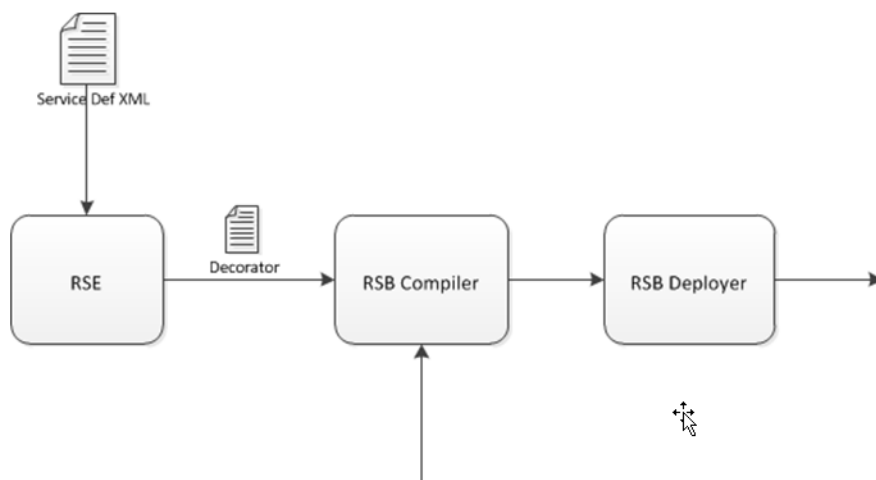 Service Def XML
Decorator
RSE
RSB Compiler
RSB Deployer